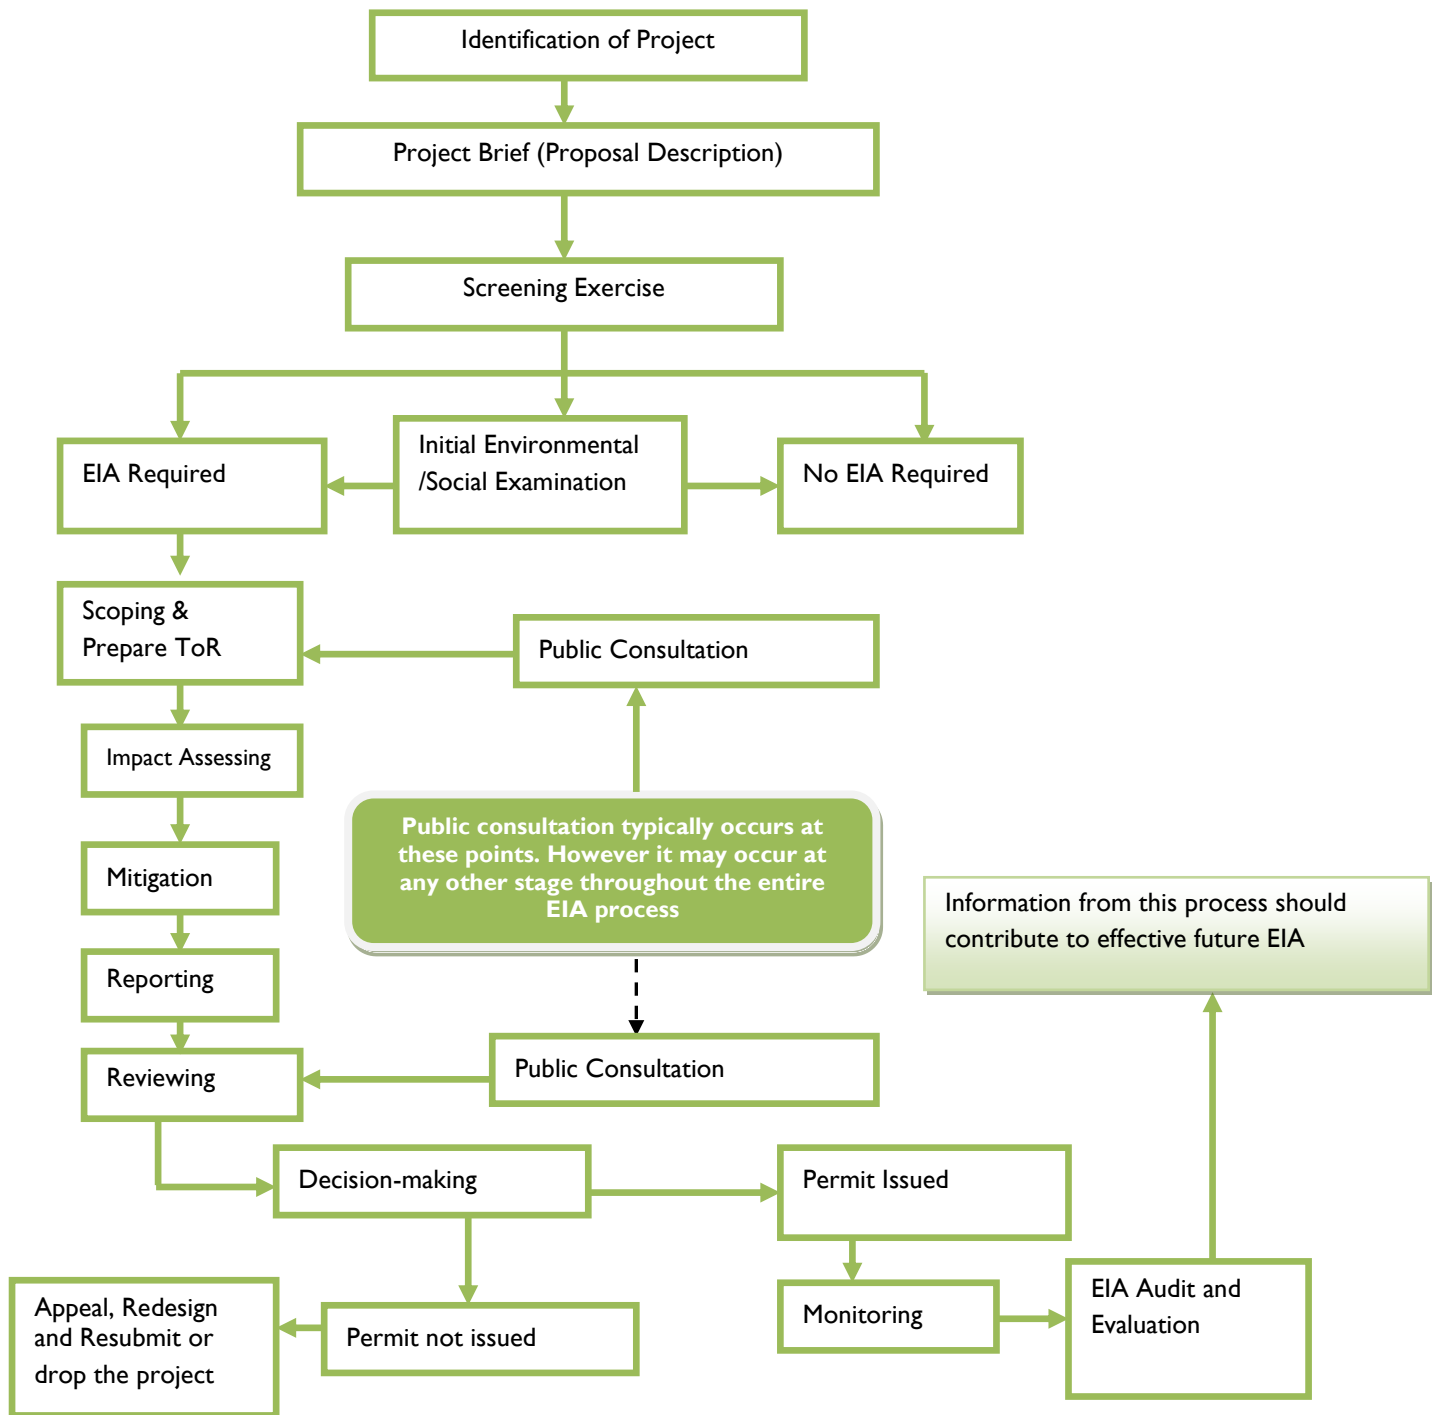 Identification of Project
Project Brief (Proposal Description)
Screening Exercise
EIA Required
Initial Environmental
/Social Examination
No EIA Required
Scoping &
Prepare ToR
Public Consultation
Impact Assessing
Public consultation typically occurs at
these points. However it may occur at
any other stage throughout the entire
EIA process
Mitigation
Information from this process should
contribute to effective future EIA
Reporting
Reviewing
Public Consultation
Decision-making
Permit Issued
Appeal, Redesign
and Resubmit or
drop the project
Permit not issued
Monitoring
EIA Audit and
Evaluation